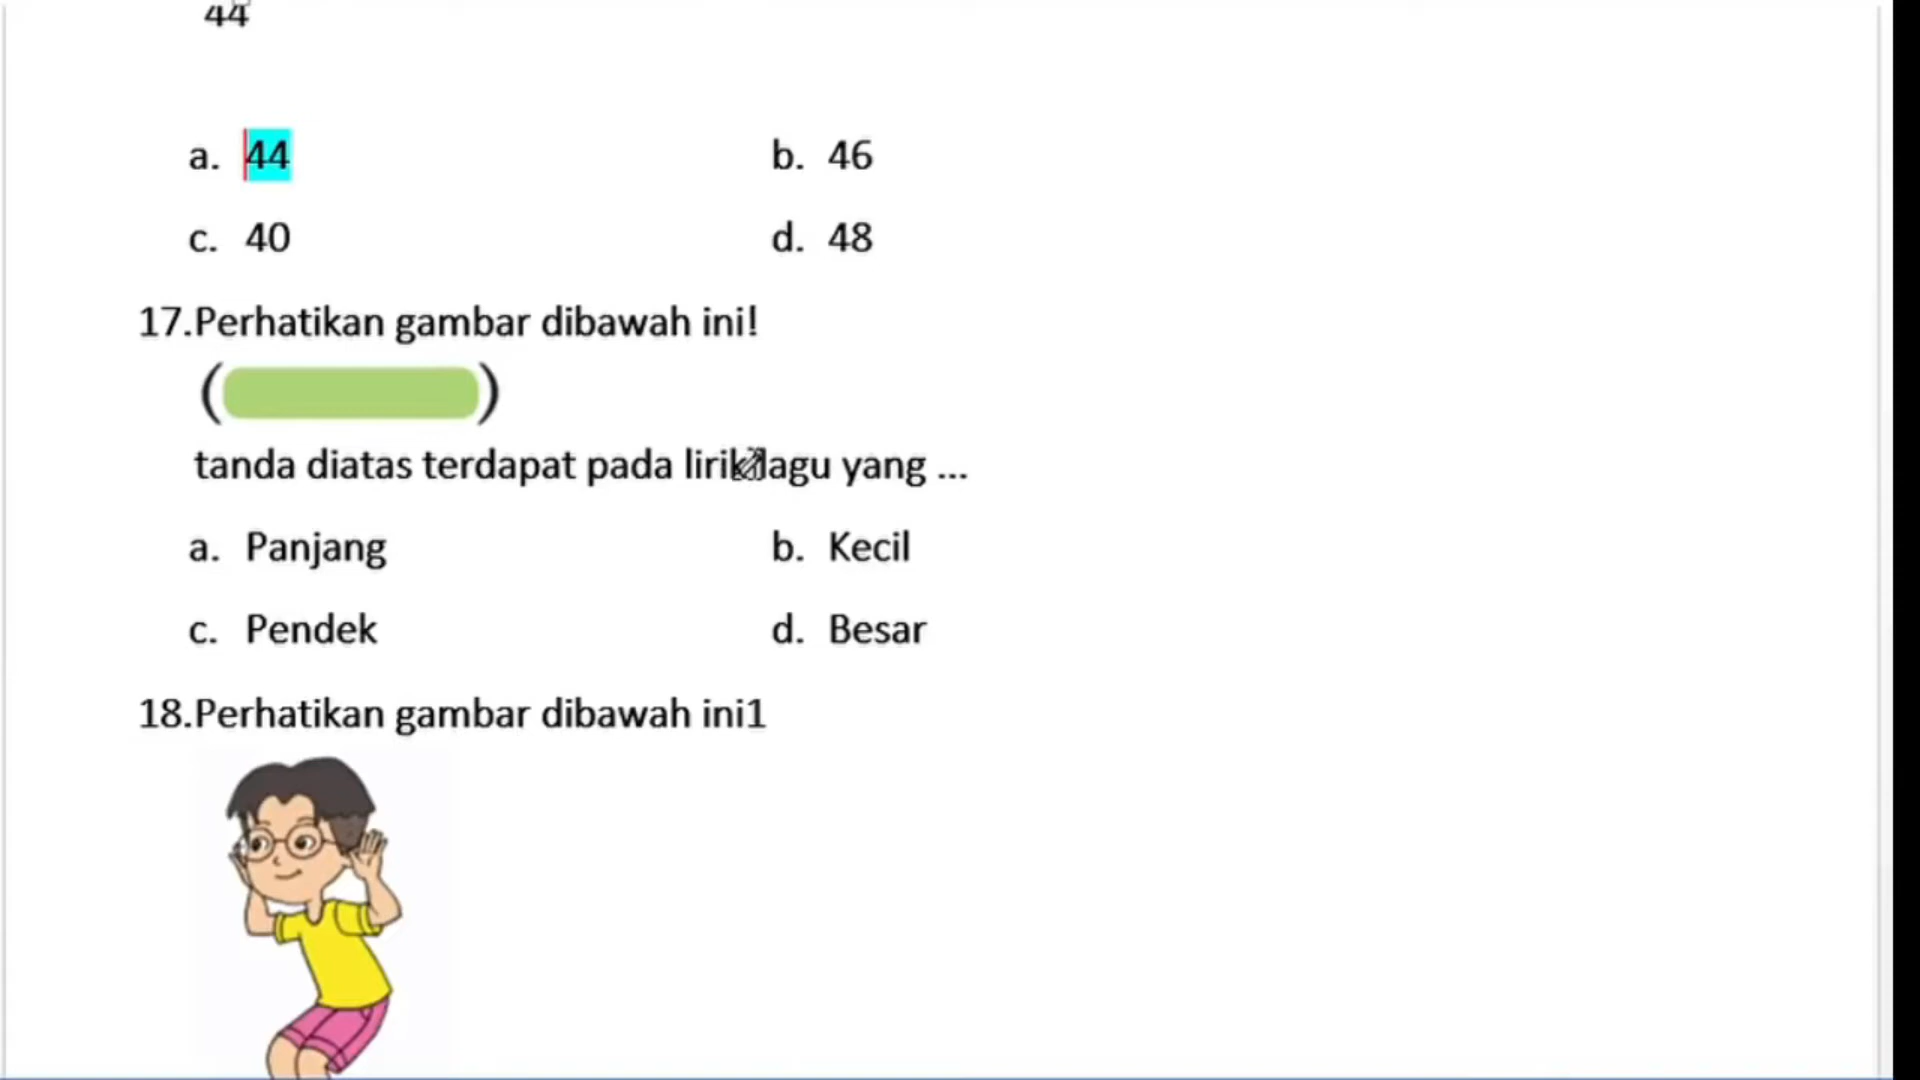 44
a. 44 b. 46
c. 40 d. 48
17.Perhatikan gambar dibawah ini!
( )
tanda diatas terdapat pada lirik lagu yang ...
a. Panjang b. Kecil
c. Pendek d. Besar
18.Perhatikan gambar dibawah ini1